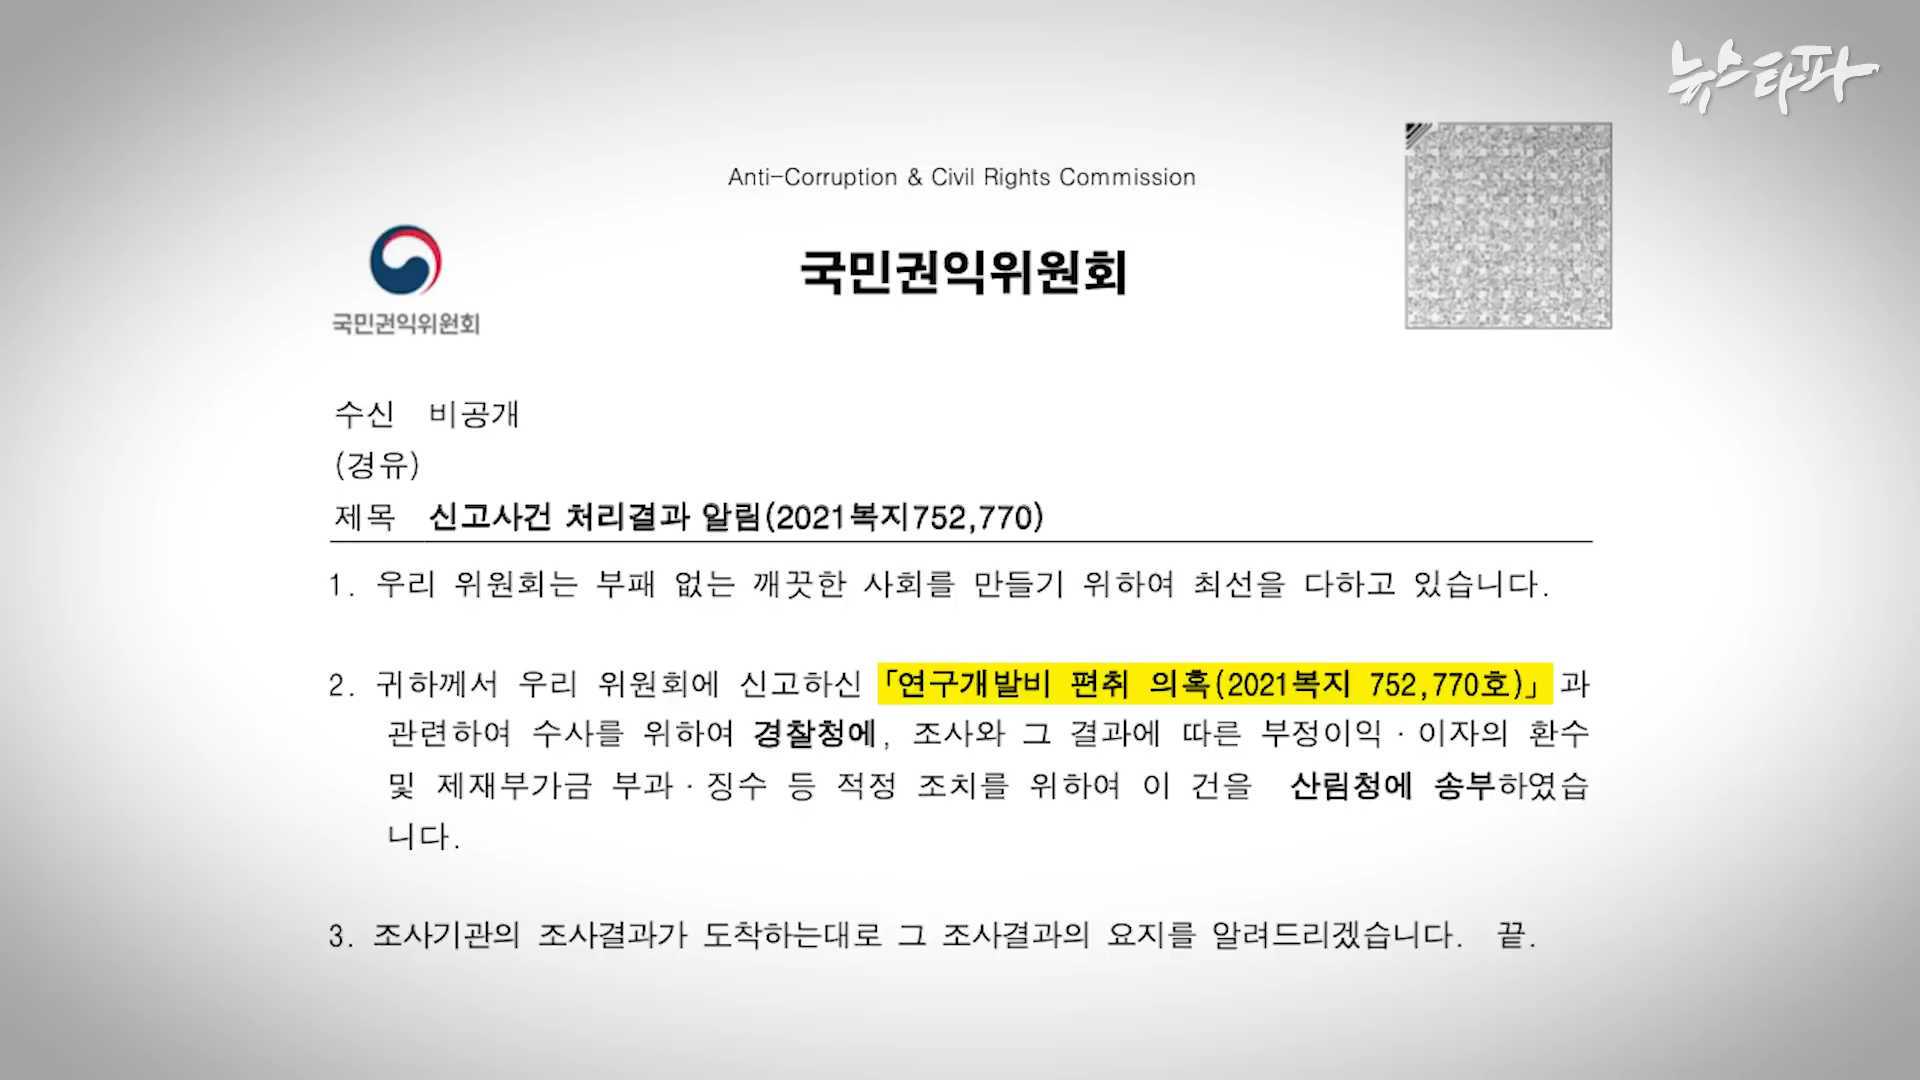 뉴스타파
Anti-Corruption & Civil Rights Commission
국민권익위원회
국민권익위원회
수신 비공개
(경유)
제목 신고사건 처리결과 알림(2021복지752,770)
1. 우리 위원회는 부패 없는 깨끗한 사회를 만들기 위하여 최선을 다하고 있습니다.
2. 귀하께서 우리 위원회에 신고하신 「연구개발비 편취 의혹(2021복지 752,770호)」과
관련하여 수사를 위하여 경찰청에, 조사와 그 결과에 따른 부정이익·이자의 환수
및 제재부가금 부과·징수 등 적정 조치를 위하여 이 건을 산림청에 송부하였습
니다.
3. 조사기관의 조사결과가 도착하는대로 그 조사결과의 요지를 알려드리겠습니다. 끝.